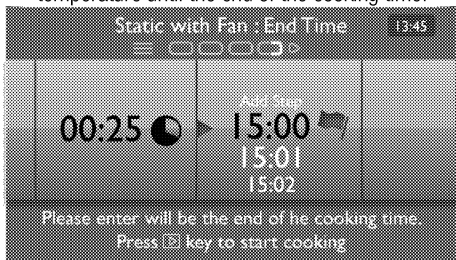 temperature until the end of the cooking time.
Static with Fan : End Time 13:45
Add Step
00:25 15:00
15:01
15:02
Please enter will be the end of he cooking time.
Press key to start cooking